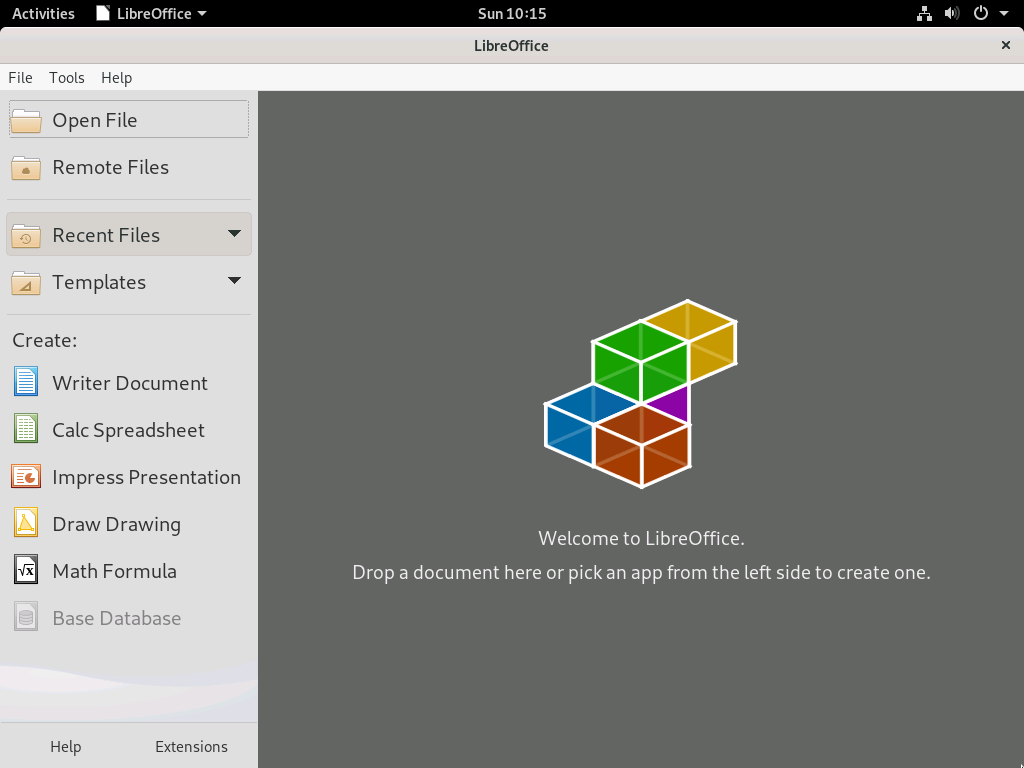 Activities LibreOffice Sun 10:15
LibreOffice
File Tools Help
Open File
Remote Files
Recent Files
Templates
Create:
Writer Document
Calc Spreadsheet
Impress Presentation
Draw Drawing
Math Formula
Base Database
Help Extensions
Welcome to LibreOffice.
Drop a document here or pick an app from the left side to create one.